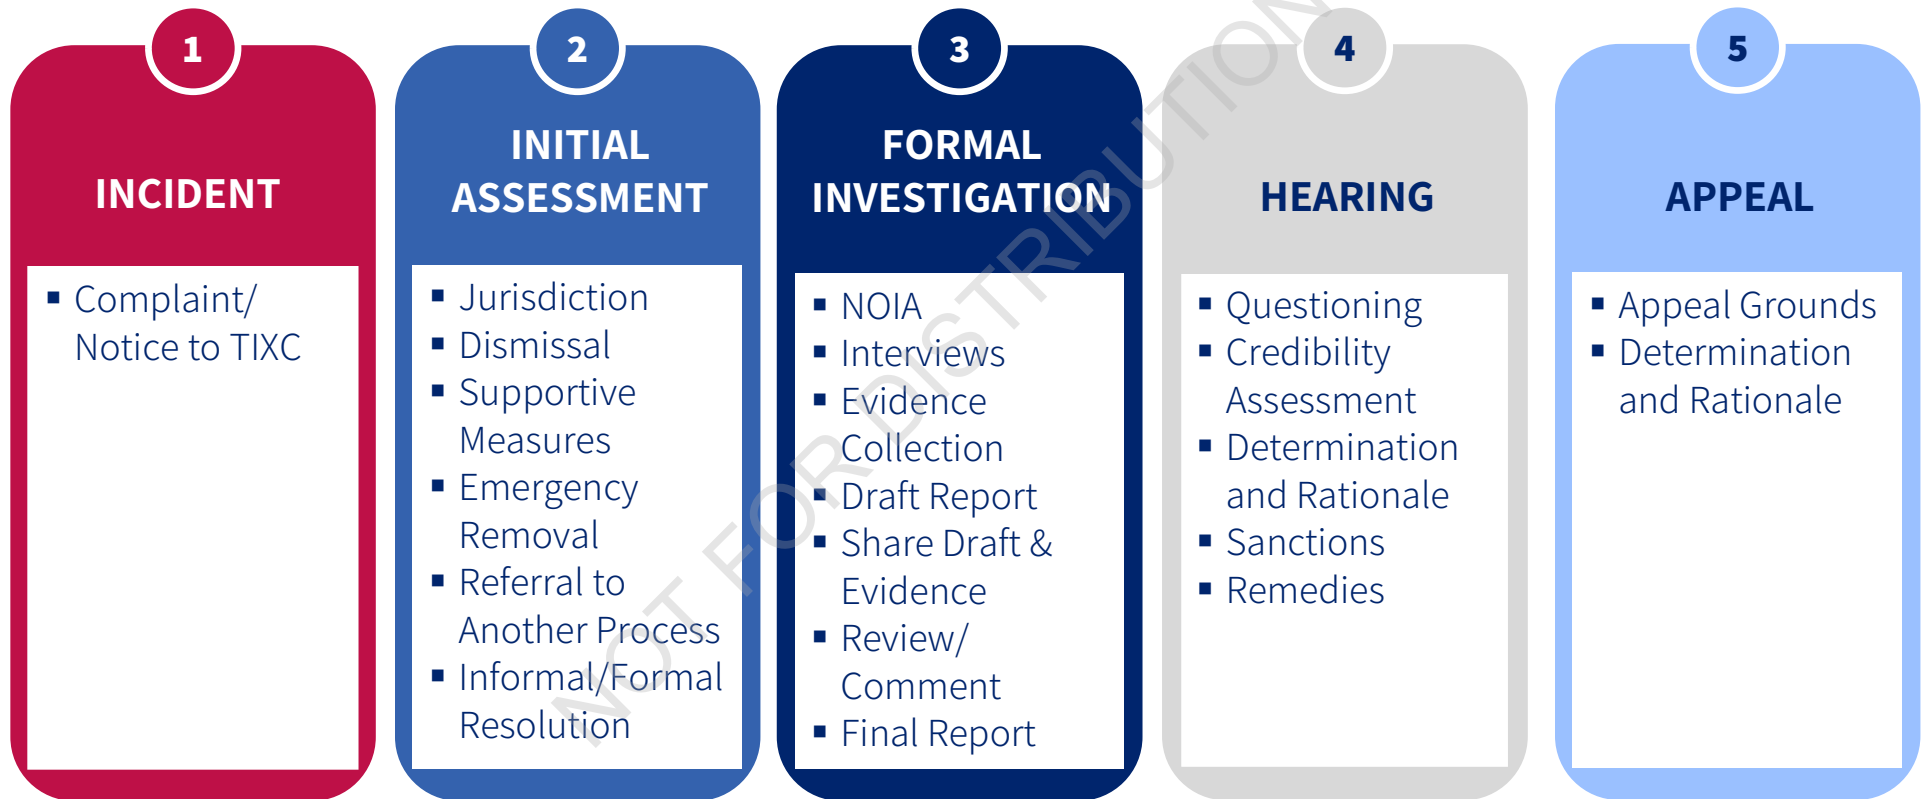 1
INCIDENT
▪ Complaint/
Notice to TIXC
2
INITIAL
ASSESSMENT
▪ Jurisdiction
▪ Dismissal
▪ Supportive
Measures
▪ Emergency
Removal
▪ Referral to
Another Process
▪ Informal/Formal
Resolution
3
FORMAL
INVESTIGATION
▪ NOIA
▪ Interviews
▪ Evidence
Collection
▪ Draft Report
▪ Share Draft &
Evidence
▪ Review/
Comment
▪ Final Report
4
HEARING
▪ Questioning
▪ Credibility
Assessment
▪ Determination
and Rationale
▪ Sanctions
▪ Remedies
5
APPEAL
▪ Appeal Grounds
▪ Determination
and Rationale
NOT FOR DISTRIBUTION